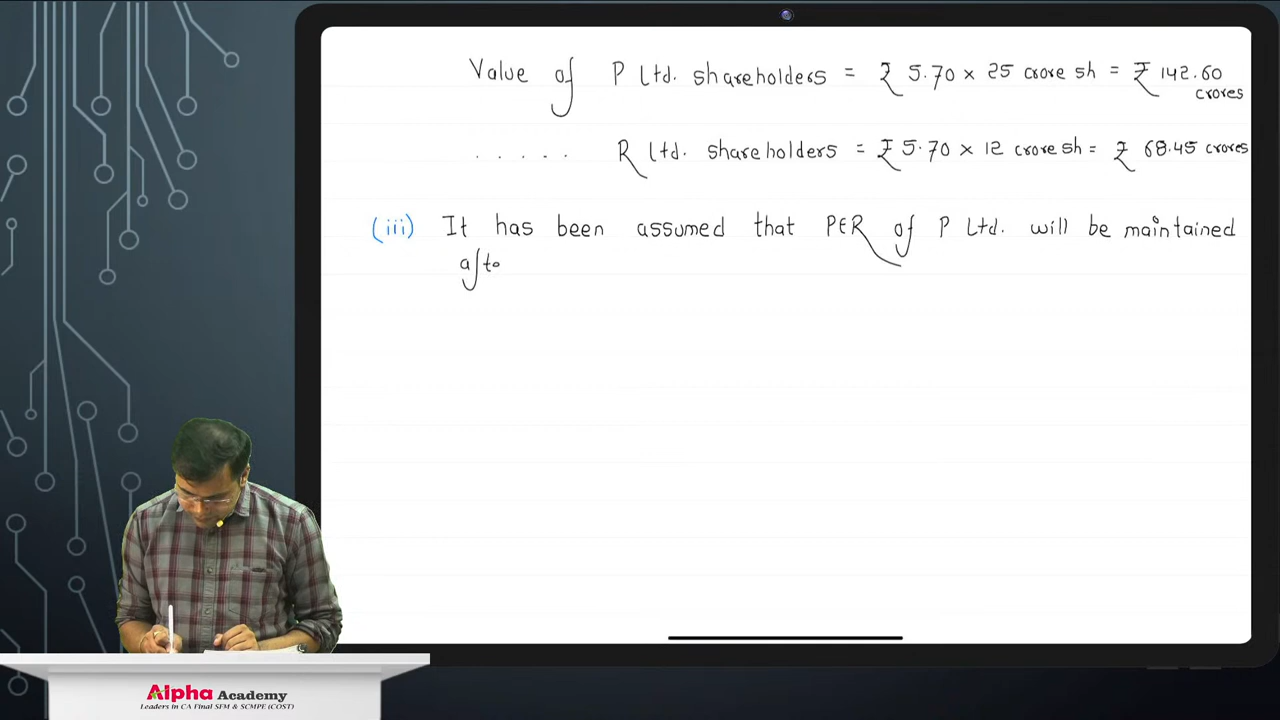 Value of P Ltd. shareholders = ₹ 5.70 × 25 crore sh = ₹ 142.60 crores
..... R Ltd. shareholders = ₹ 5.70 × 12 crore sh = ₹ 68.45 crores
(iii) It has been assumed that PER of P Ltd. will be maintained
afte
Alpha Academy
Leaders in CA Final SFM & SCMPE (COST)